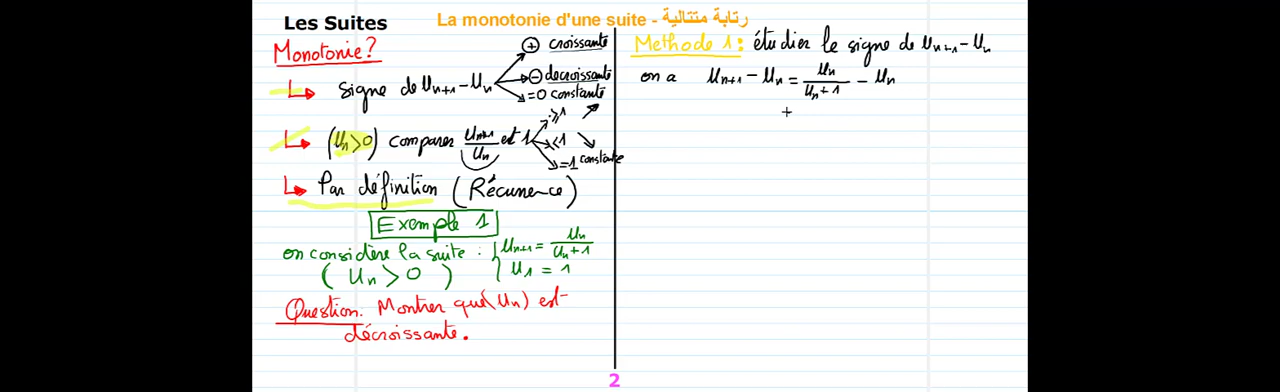 Les Suites
La monotonie d'une suite - رتابة متتالية
Monotonie?
Signe de Un+1 - Un
+ croissante
- decroissante
=0 constante
(Un>0) comparer Un+1/Un et 1
>1
<1
=1 constante
Par définition (Récurrence)
Exemple 1
on considère la suite : { Un+1 = Un/Un+1
U1 = 1
(Un > 0)
Question. Montrer que (Un) est
décroissante.
Methode 1: étudier le signe de Un+1 - Un
on a Un+1 - Un = Un/Un+1 - Un
2